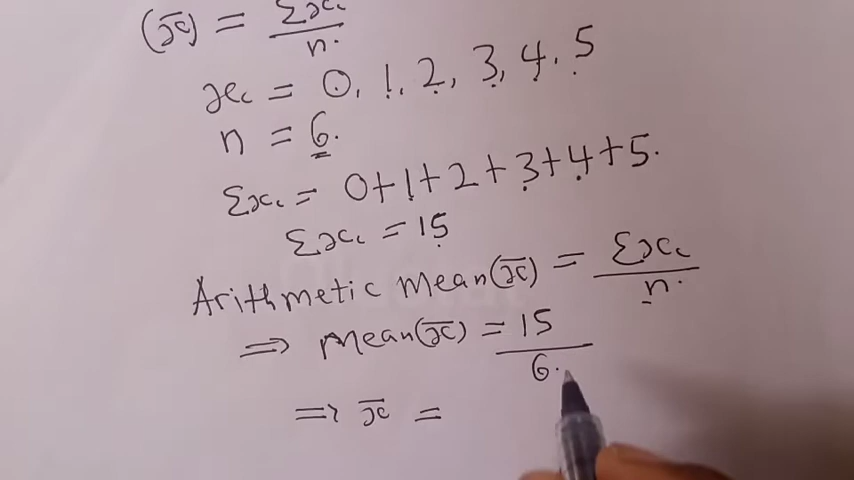 (x̄) = Σxᵢ/n.
xᵢ = 0, 1, 2, 3, 4, 5
n = 6.
Σxᵢ = 0+1+2+3+4+5.
Σxᵢ = 15
Arithmetic Mean(x̄) = Σxᵢ/n.
⇒ Mean(x̄) = 15/6.
⇒ x̄ =